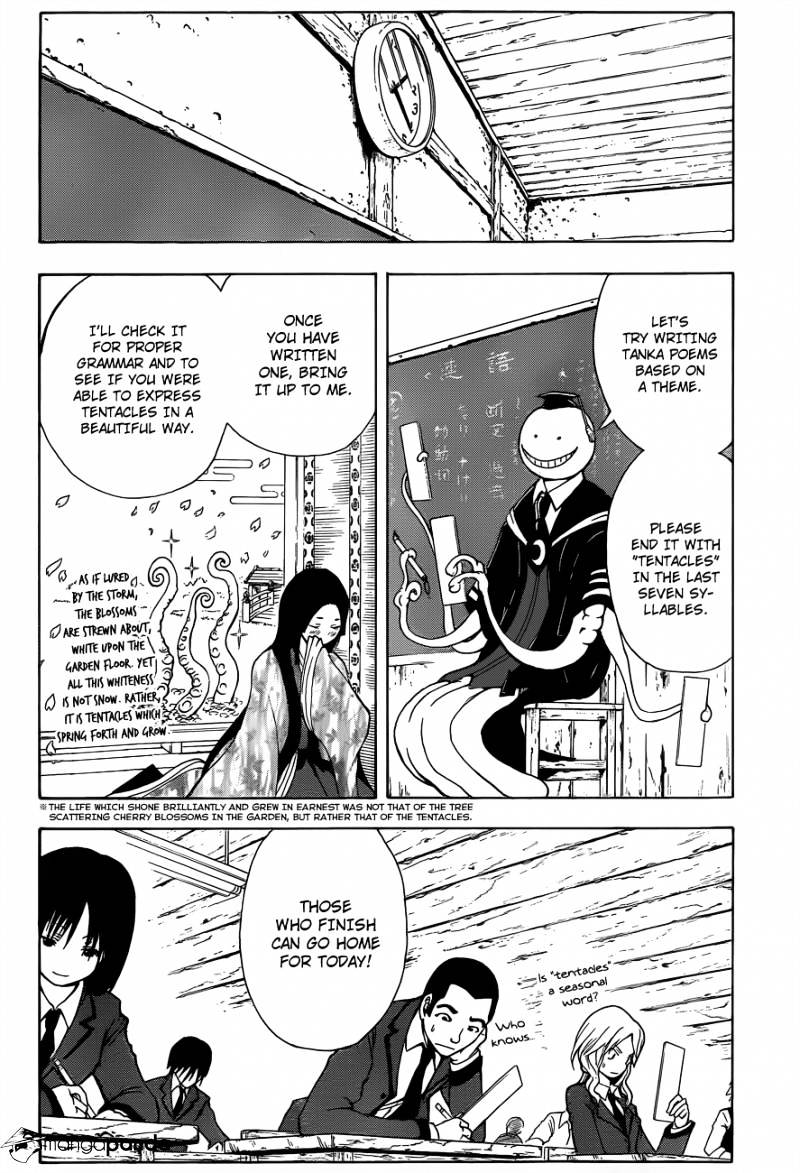 2
3
LET'S
TRY WRITING
TANKA POEMS
BASED ON
A THEME.
PLEASE
END IT WITH
"TENTACLES"
IN THE LAST
SEVEN SY-
LLABLES.
語
ONCE
YOU HAVE
WRITTEN
ONE, BRING
IT UP TO ME.
I'LL CHECK IT
FOR PROPER
GRAMMAR AND TO
SEE IF YOU WERE
ABLE TO EXPRESS
TENTACLES IN A
BEAUTIFUL WAY.
AS IF LURED
BY THE STORM,
THE BLOSSOMS
ARE STREWN ABOUT,
WHITE UPON THE
GARDEN FLOOR. YET
ALL THIS WHITENESS
IS NOT SNOW. RATHER,
IT IS TENTACLES WHICH
SPRING FORTH AND GROW.
※THE LIFE WHICH SHONE BRILLIANTLY AND GREW IN EARNEST WAS NOT THAT OF THE TREE
SCATTERING CHERRY BLOSSOMS IN THE GARDEN, BUT RATHER THAT OF THE TENTACLES.
THOSE
WHO FINISH
CAN GO HOME
FOR TODAY!
Is "tentacles"
a seasonal
word?
Who
knows...
mangapanda